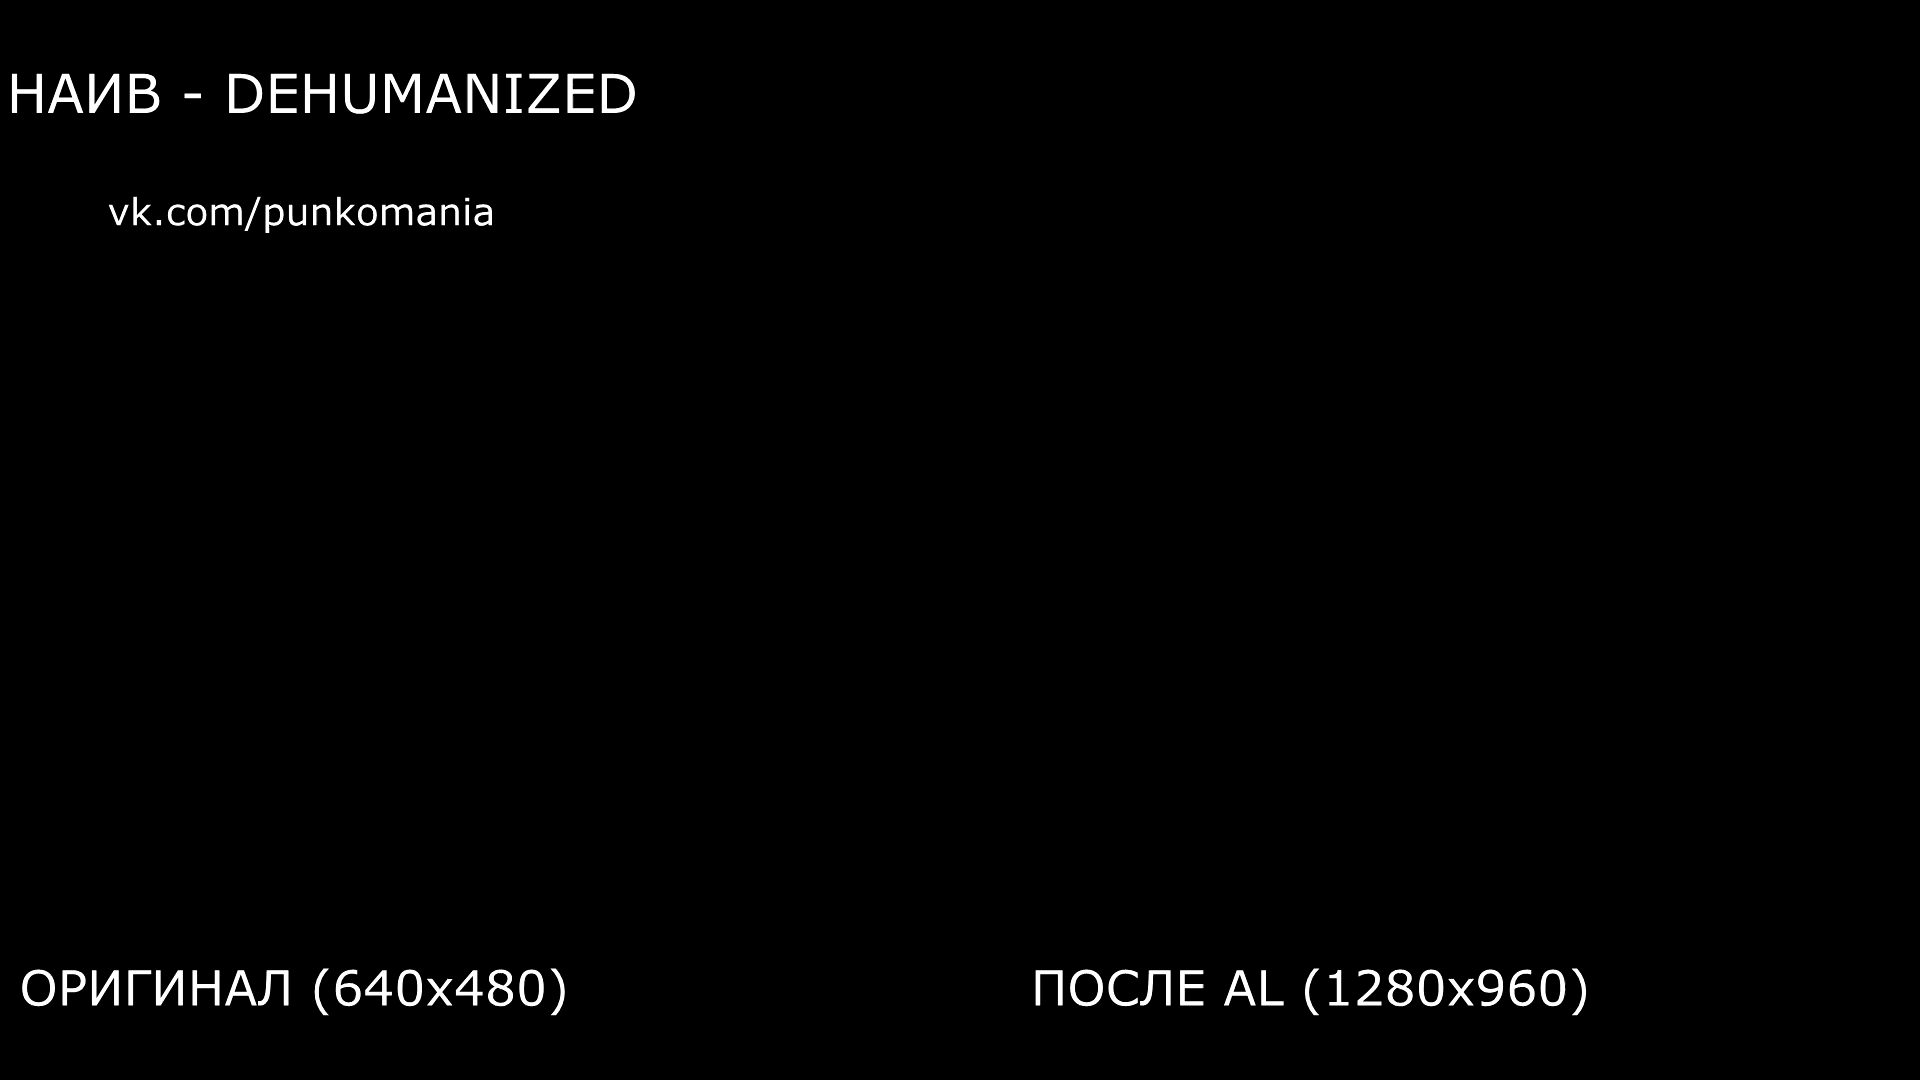 НАИВ - DEHUMANIZED
vk.com/punkomania
ОРИГИНАЛ (640x480)
ПОСЛЕ AL (1280x960)